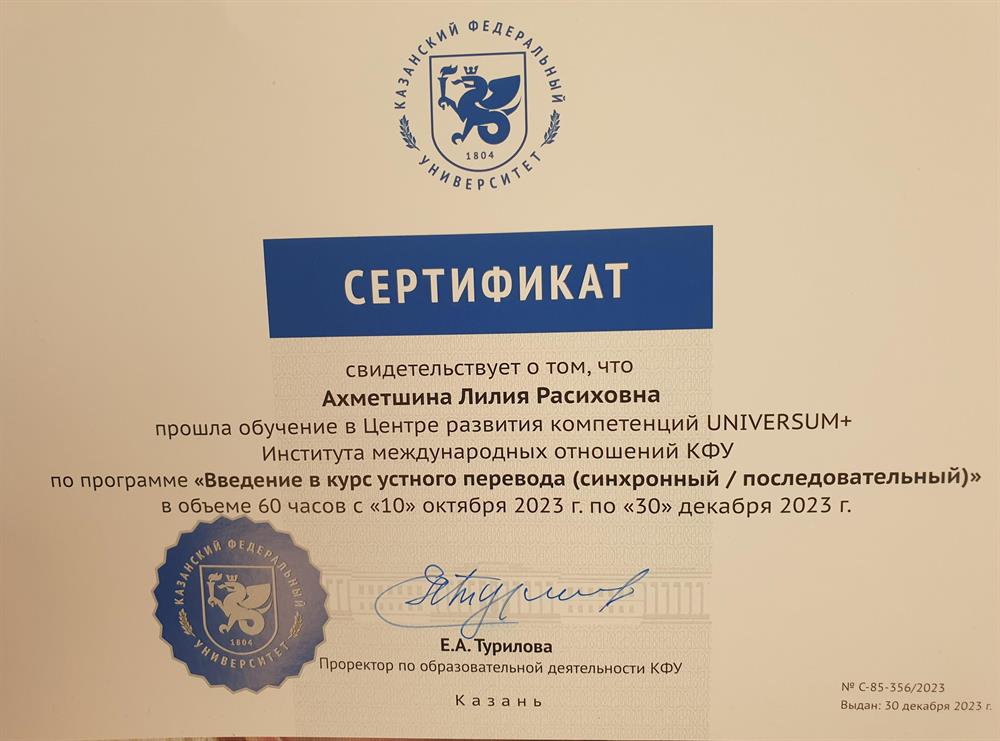 КАЗАНСКИЙ ФЕДЕРАЛЬНЫЙ
УНИВЕРСИТЕТ
1804
СЕРТИФИКАТ
свидетельствует о том, что
Ахметшина Лилия Расиховна
прошла обучение в Центре развития компетенций UNIVERSUM+
Института международных отношений КФУ
по программе «Введение в курс устного перевода (синхронный / последовательный)»
в объеме 60 часов с «10» октября 2023 г. по «30» декабря 2023 г.
КАЗАНСКИЙ ФЕДЕРАЛЬНЫЙ
УНИВЕРСИТЕТ
1804
Е.А. Турилова
Проректор по образовательной деятельности КФУ
Казань
№ С-85-356/2023
Выдан: 30 декабря 2023 г.